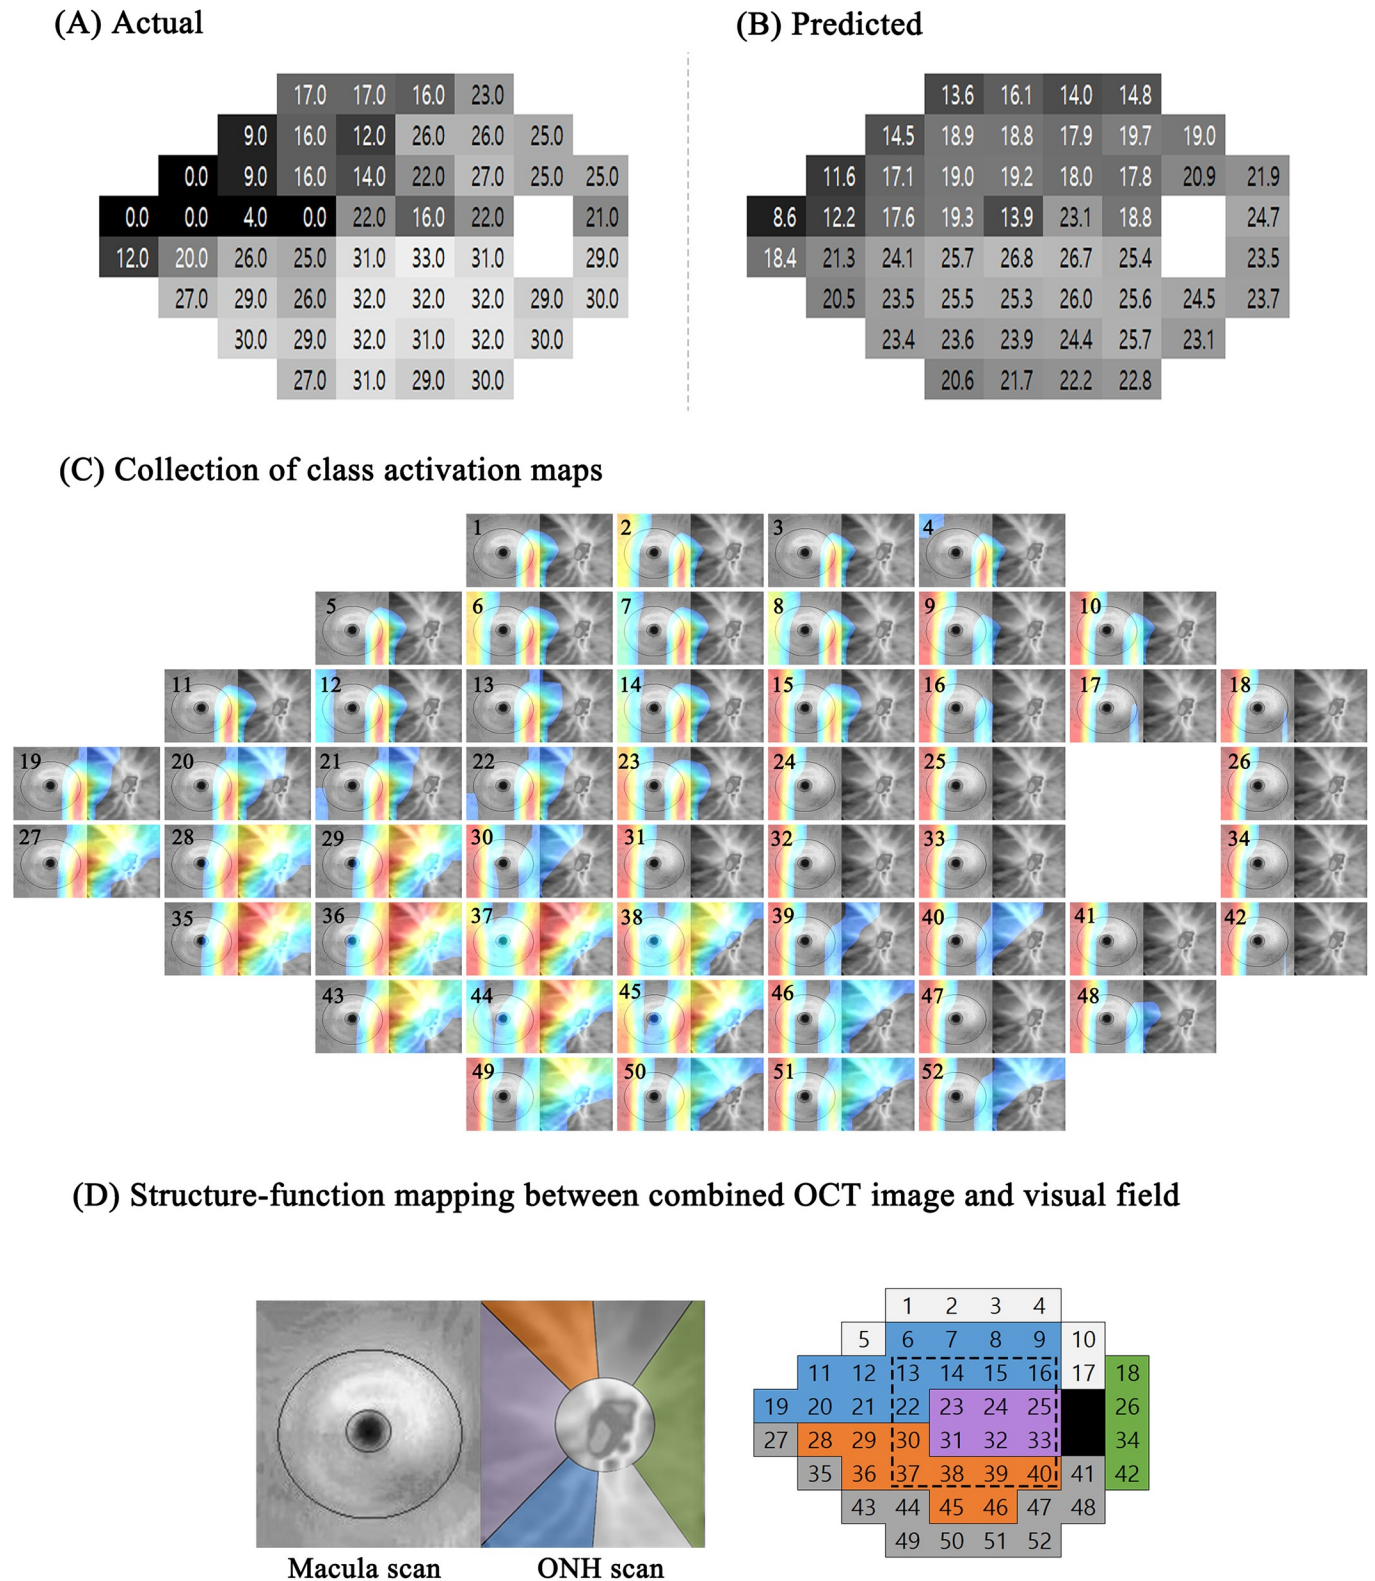 (A) Actual
(B) Predicted
17.0 17.0 16.0 23.0
9.0 16.0 12.0 26.0 26.0 25.0
0.0 9.0 16.0 14.0 22.0 27.0 25.0 25.0
0.0 0.0 4.0 0.0 22.0 16.0 22.0 21.0
12.0 20.0 26.0 25.0 31.0 33.0 31.0 29.0
27.0 29.0 26.0 32.0 32.0 32.0 29.0 30.0
30.0 29.0 32.0 31.0 32.0 30.0
27.0 31.0 29.0 30.0
13.6 16.1 14.0 14.8
14.5 18.9 18.8 17.9 19.7 19.0
11.6 17.1 19.0 19.2 18.0 17.8 20.9 21.9
8.6 12.2 17.6 19.3 13.9 23.1 18.8 24.7
18.4 21.3 24.1 25.7 26.8 26.7 25.4 23.5
20.5 23.5 25.5 25.3 26.0 25.6 24.5 23.7
23.4 23.6 23.9 24.4 25.7 23.1
20.6 21.7 22.2 22.8
(C) Collection of class activation maps
1 2 3 4
5 6 7 8 9 10
11 12 13 14 15 16 17 18
19 20 21 22 23 24 25 26
27 28 29 30 31 32 33 34
35 36 37 38 39 40 41 42
43 44 45 46 47 48
49 50 51 52
(D) Structure-function mapping between combined OCT image and visual field
1 2 3 4
5 6 7 8 9 10
11 12 13 14 15 16 17 18
19 20 21 22 23 24 25 26
27 28 29 30 31 32 33 34
35 36 37 38 39 40 41 42
43 44 45 46 47 48
49 50 51 52
Macula scan
ONH scan